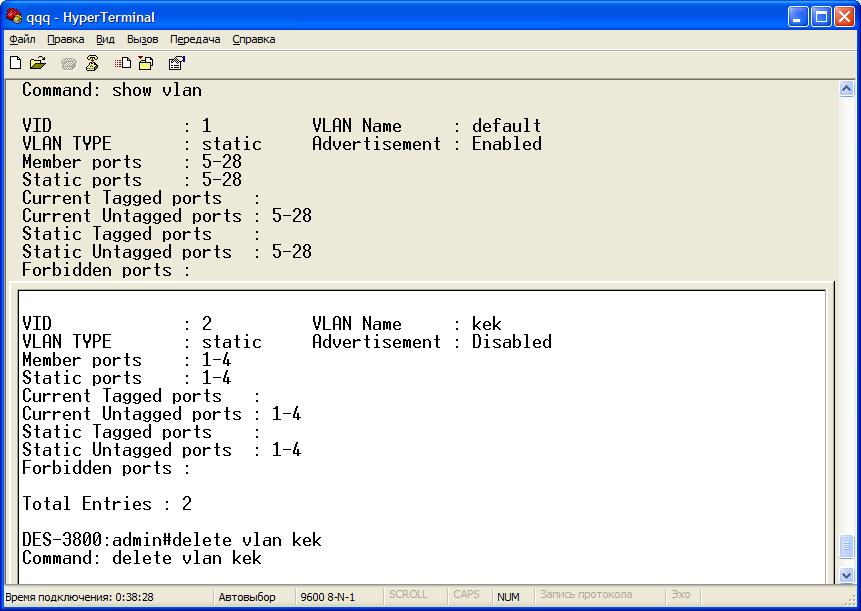 qqq - HyperTerminal
Файл Правка Вид Вызов Передача Справка
Command: show vlan
VID : 1 VLAN Name : default
VLAN TYPE : static Advertisement : Enabled
Member ports : 5-28
Static ports : 5-28
Current Tagged ports :
Current Untagged ports : 5-28
Static Tagged ports :
Static Untagged ports : 5-28
Forbidden ports :
VID : 2 VLAN Name : kek
VLAN TYPE : static Advertisement : Disabled
Member ports : 1-4
Static ports : 1-4
Current Tagged ports :
Current Untagged ports : 1-4
Static Tagged ports :
Static Untagged ports : 1-4
Forbidden ports :
Total Entries : 2
DES-3800:admin#delete vlan kek
Command: delete vlan kek
Время подключения: 0:38:28 Автовыбор 9600 8-N-1 SCROLL CAPS NUM Запись протокола Эхо